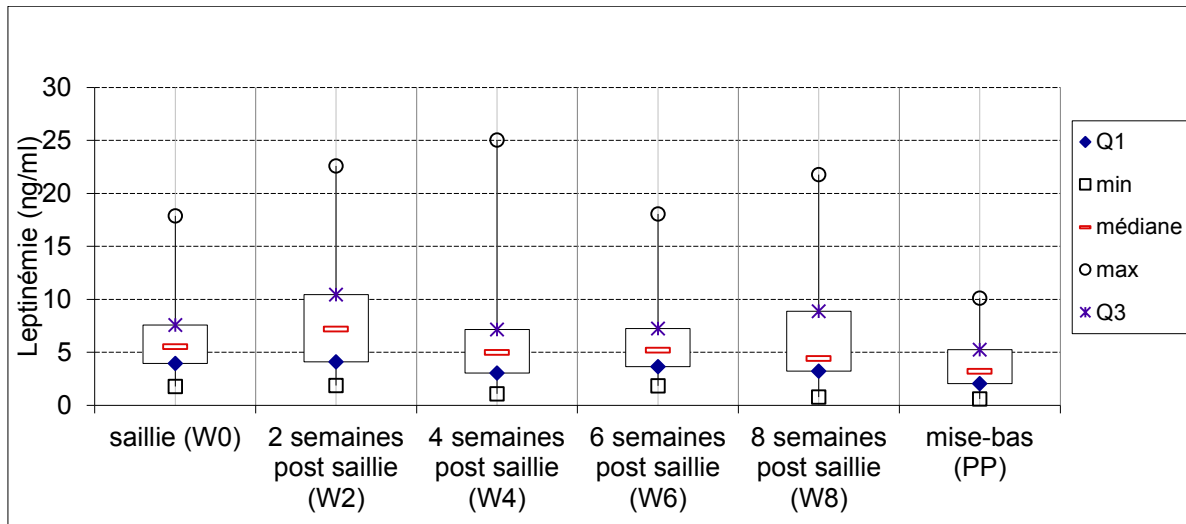 Leptinémie (ng/ml)
30
25
20
15
10
5
0
saillie (W0)
2 semaines
post saillie
(W2)
4 semaines
post saillie
(W4)
6 semaines
post saillie
(W6)
8 semaines
post saillie
(W8)
mise-bas
(PP)
Q1
min
médiane
max
Q3